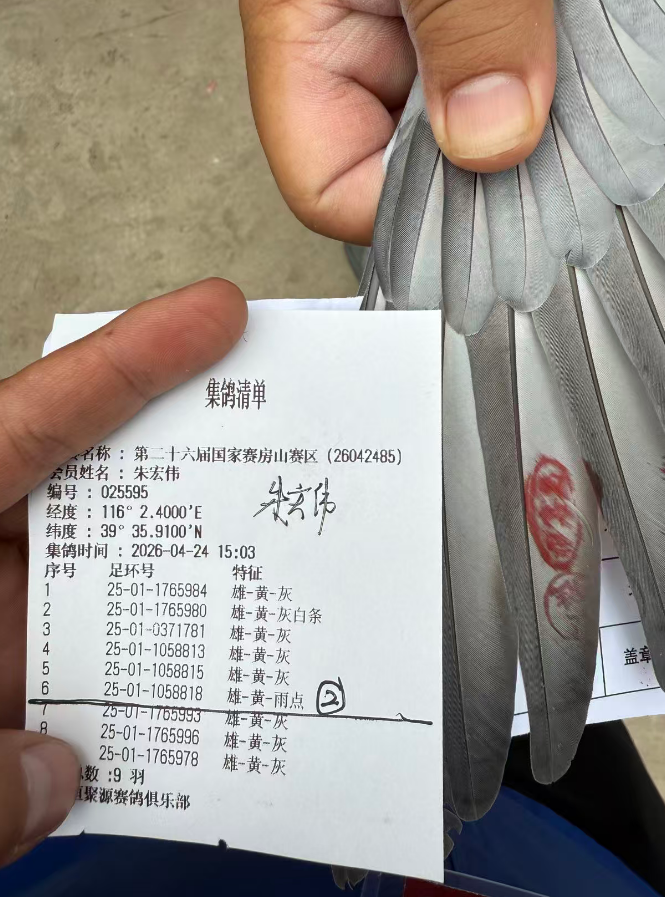 集鸽清单
名称：第二十六届国家赛房山赛区(26042485)
会员姓名：朱宏伟
朱宏伟
编号：025595
经度：116° 2.4000'E
纬度：39° 35.9100'N
集鸽时间：2026-04-24 15:03
序号 足环号 特征
1 25-01-1765984 雄-黄-灰
2 25-01-1765980 雄-黄-灰白条
3 25-01-0371781 雄-黄-灰
4 25-01-1058813 雄-黄-灰
5 25-01-1058815 雄-黄-灰
6 25-01-1058818 雄-黄-雨点 ②
7 25-01-1765993 雄-黄-灰
8 25-01-1765996 雄-黄-灰
25-01-1765978 雄-黄-灰
数:9 羽
聚源赛鸽俱乐部
盖章